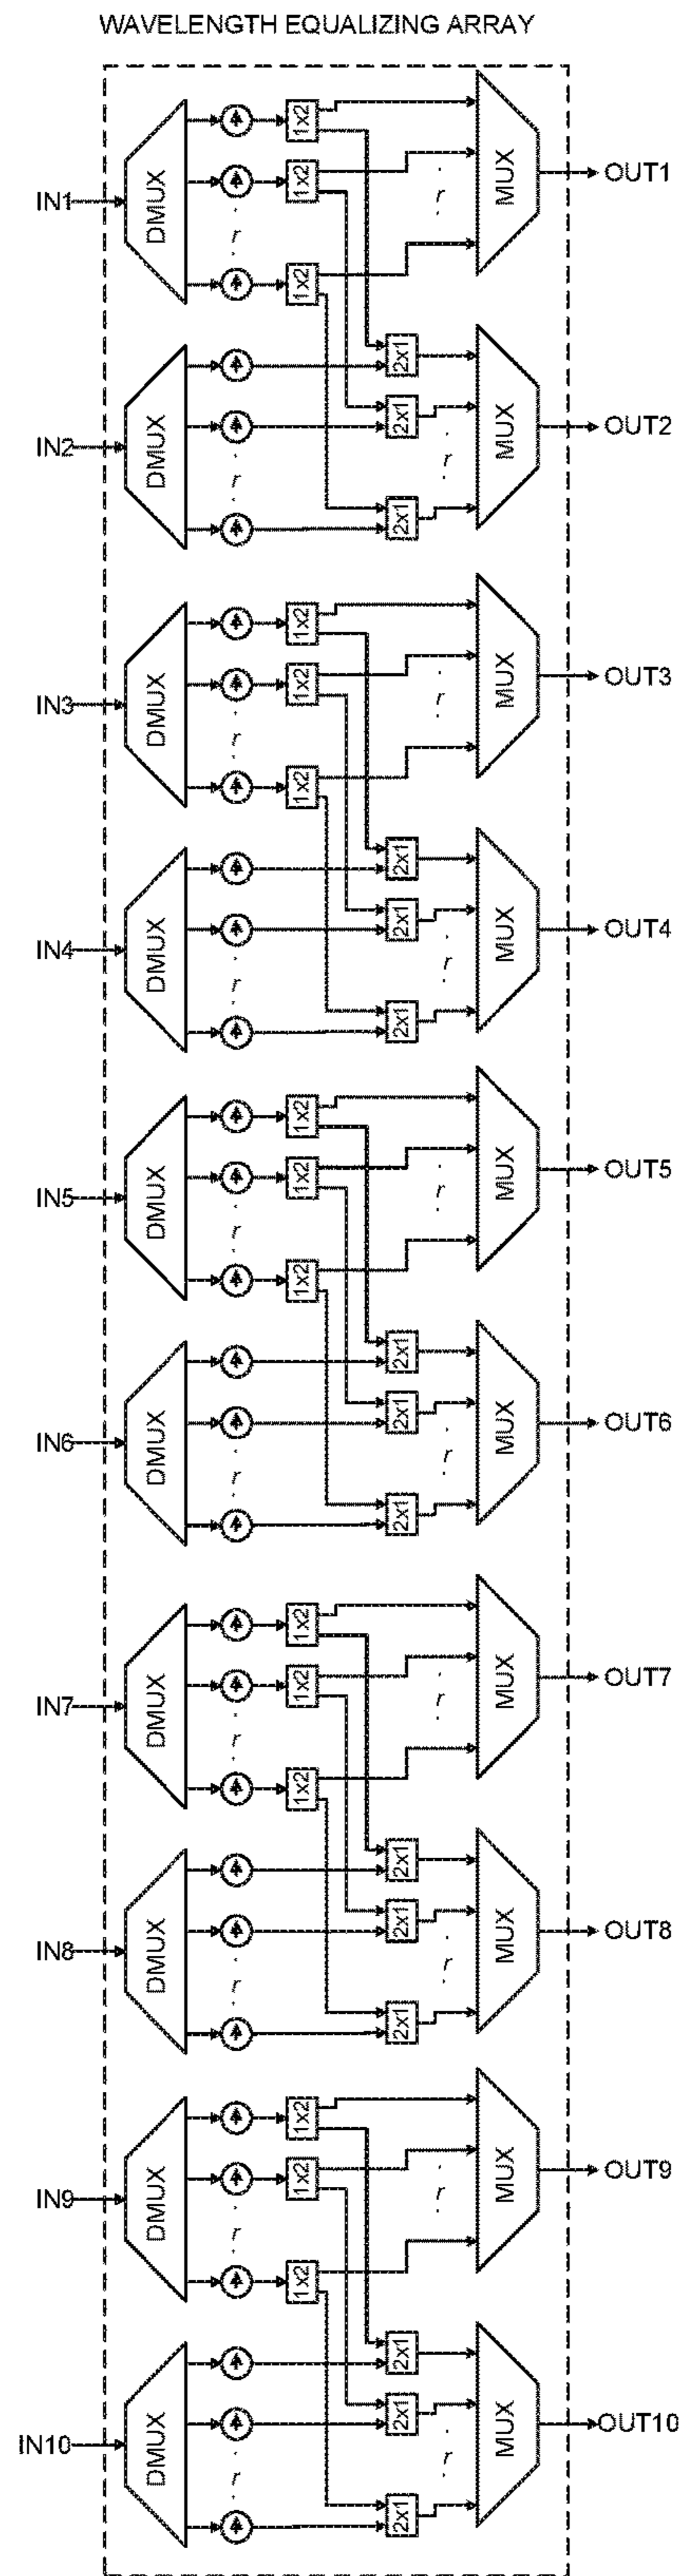 WAVELENGTH EQUALIZING ARRAY
IN1
DMUX
r
1x2
1x2
1x2
r
MUX
OUT1
IN2
DMUX
r
2x1
2x1
2x1
r
MUX
OUT2
IN3
DMUX
r
1x2
1x2
1x2
r
MUX
OUT3
IN4
DMUX
r
2x1
2x1
2x1
r
MUX
OUT4
IN5
DMUX
r
1x2
1x2
1x2
r
MUX
OUT5
IN6
DMUX
r
2x1
2x1
2x1
r
MUX
OUT6
IN7
DMUX
r
1x2
1x2
1x2
r
MUX
OUT7
IN8
DMUX
r
2x1
2x1
2x1
r
MUX
OUT8
IN9
DMUX
r
1x2
1x2
1x2
r
MUX
OUT9
IN10
DMUX
r
2x1
2x1
2x1
r
MUX
OUT10